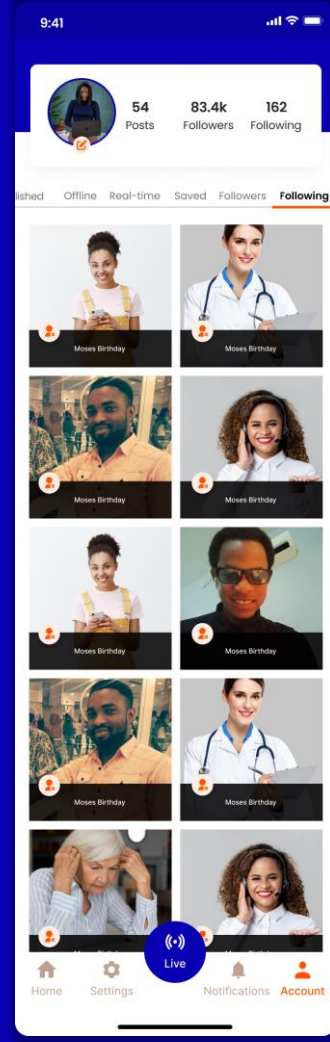 9:41
54 83.4k 162
Posts Followers Following
lished Offline Real-time Saved Followers Following
Moses Birthday Moses Birthday
Moses Birthday Moses Birthday
Moses Birthday Moses Birthday
Moses Birthday Moses Birthday
Live
Home Settings Notifications Account